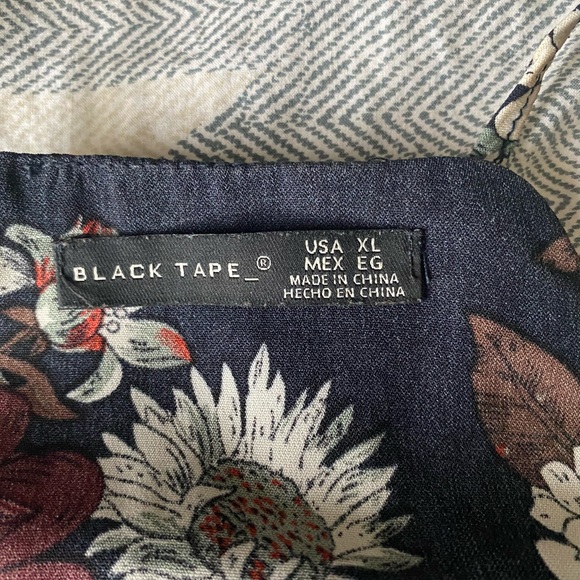 BLACK TAPE_®
USA XL
MEX EG
MADE IN CHINA
HECHO EN CHINA